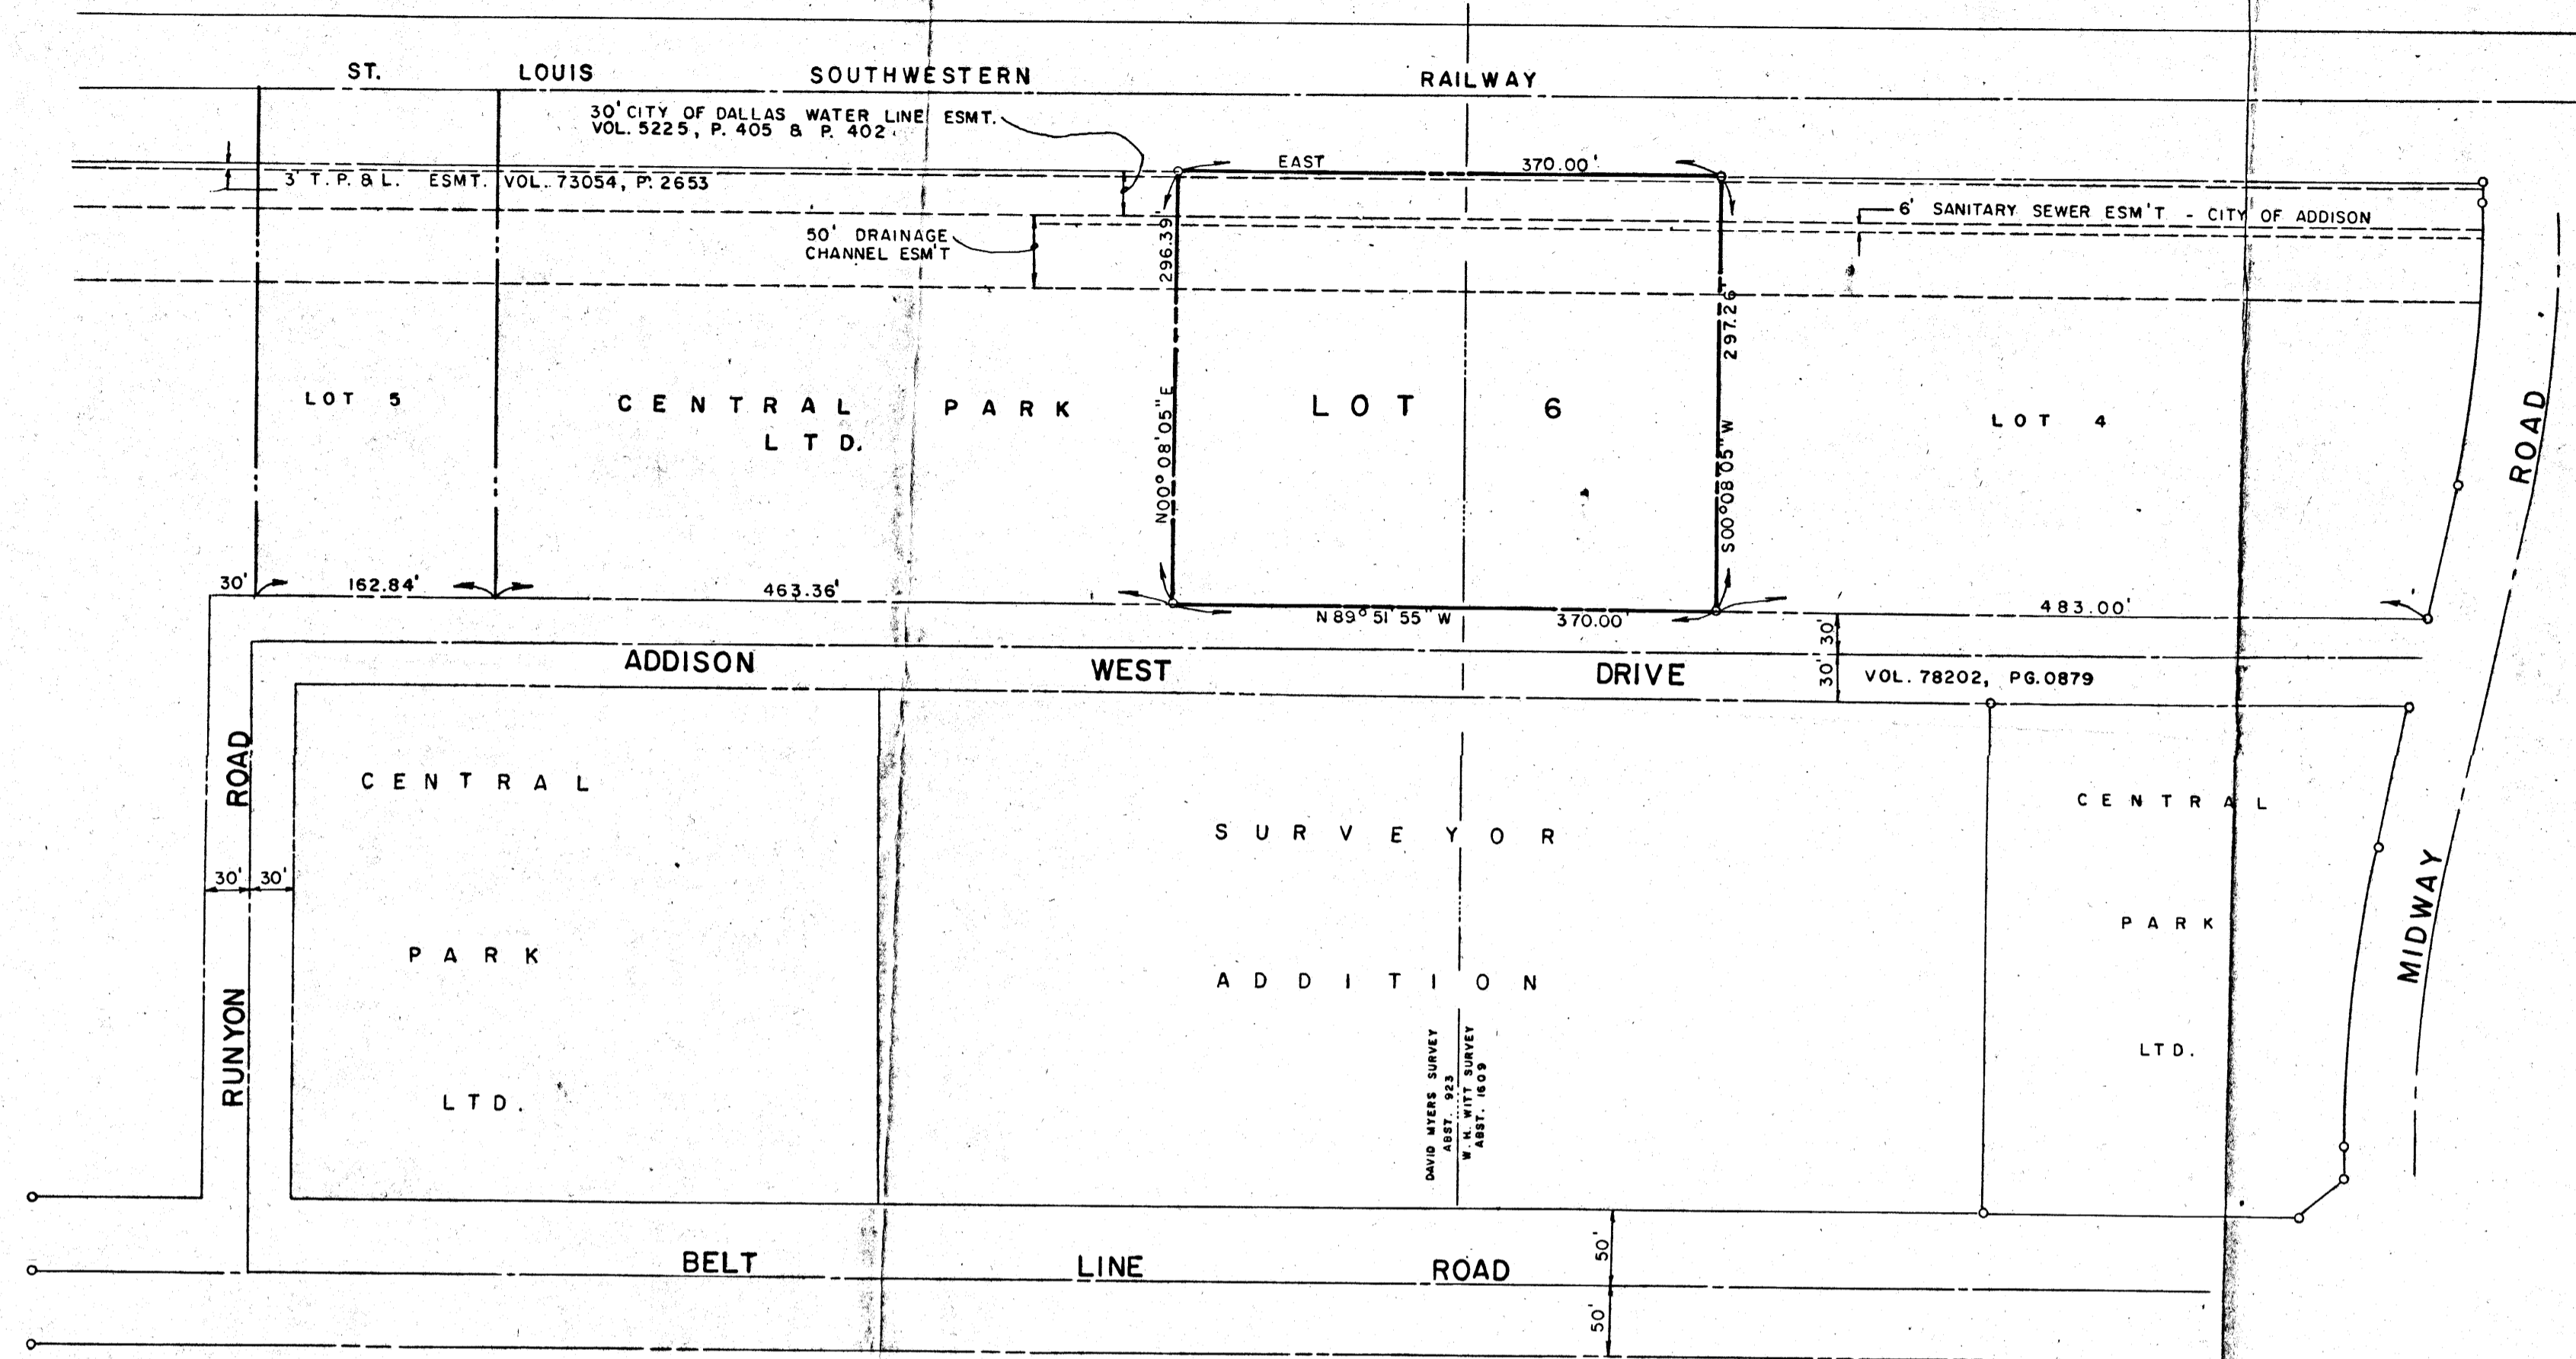 ST. LOUIS SOUTHWESTERN RAILWAY
30' CITY OF DALLAS WATER LINE ESMT.
VOL. 5225, P. 405 & P. 402
EAST 370.00'
3' T. P. & L. ESMT. VOL. 73054, P. 2653
6' SANITARY SEWER ESM'T - CITY OF ADDISON
50' DRAINAGE
CHANNEL ESM'T
296.39'
297.26'
LOT 5
CENTRAL PARK
LTD.
LOT 6
LOT 4
N00°08'05"E
S00°08'05"W
ROAD
30'
162.84'
463.36'
N 89° 51' 55" W 370.00'
483.00'
30'
30'
ADDISON WEST DRIVE
VOL. 78202, PG. 0879
RUNYON ROAD
30' 30'
CENTRAL
PARK
LTD.
SURVEYOR
ADDITION
DAVID MYERS SURVEY
ABST. 923
W. H. WITT SURVEY
ABST. 1609
CENTRAL
PARK
LTD.
MIDWAY
BELT LINE ROAD
50'
50'